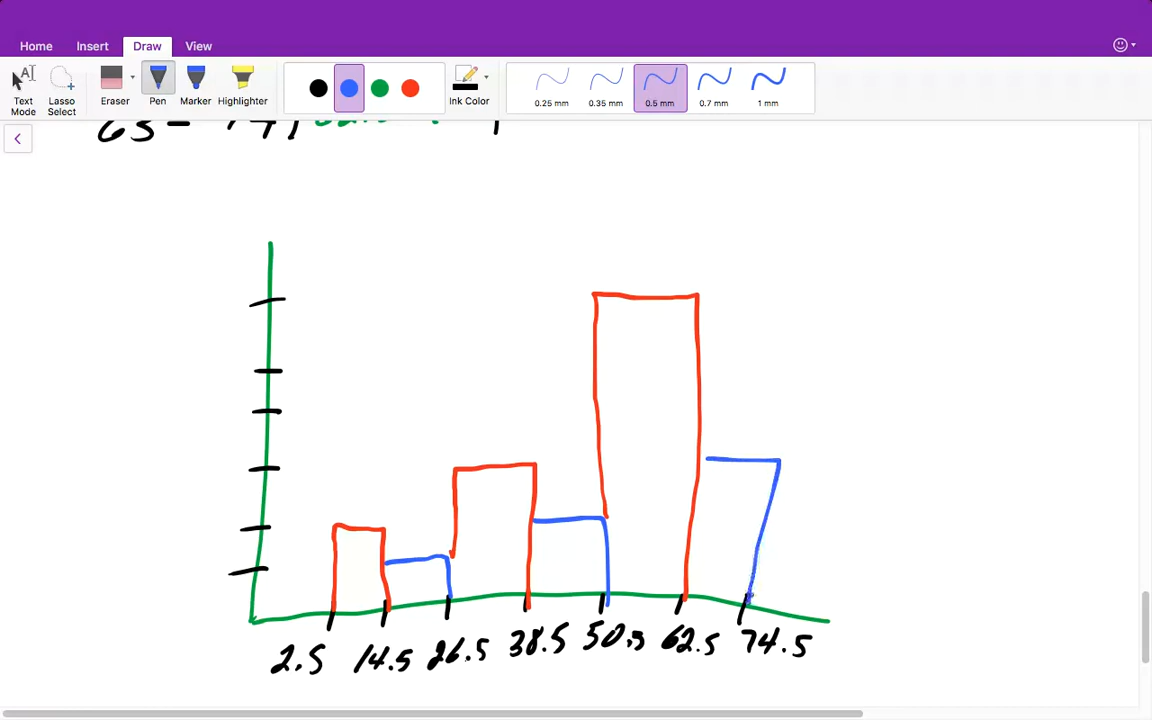 Home Insert Draw View
Text Mode
Lasso Select
Eraser
Pen
Marker
Highlighter
Ink Color
0.25 mm
0.35 mm
0.5 mm
0.7 mm
1 mm
2.5 14.5 26.5 38.5 50.5 62.5 74.5